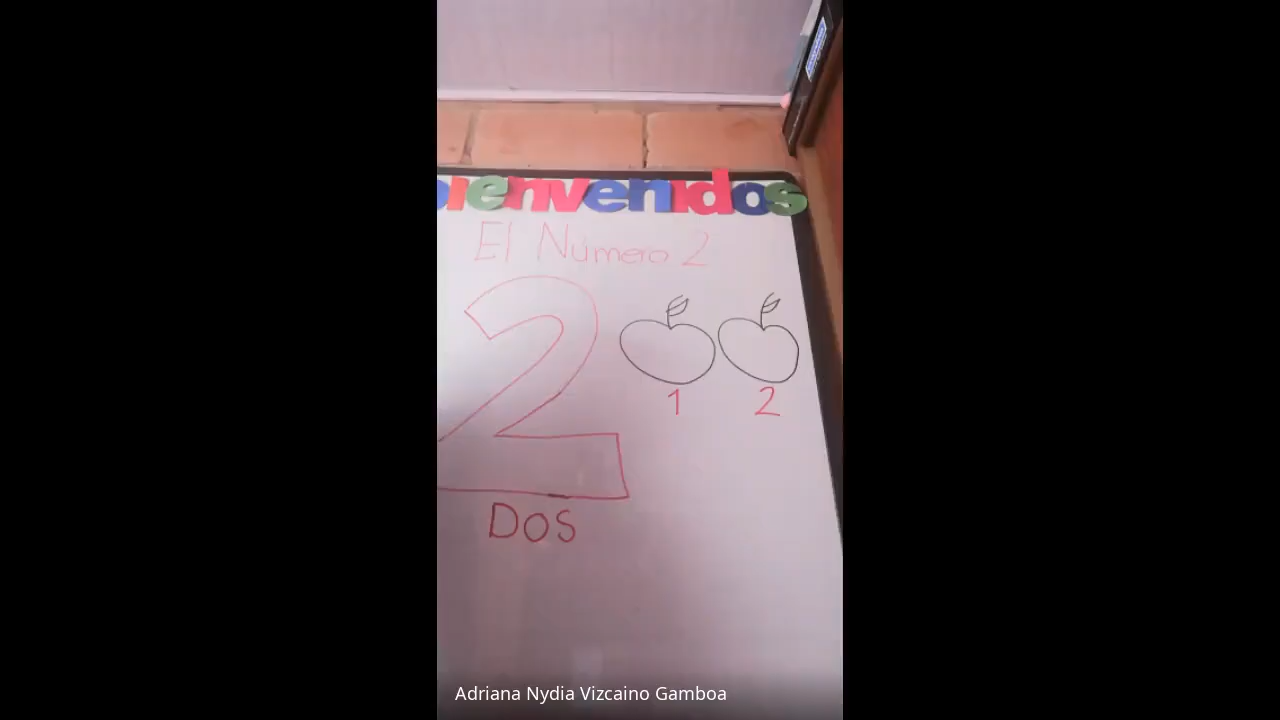 bienvenidos
El Número 2
2
1 2
DOS
Adriana Nydia Vizcaino Gamboa